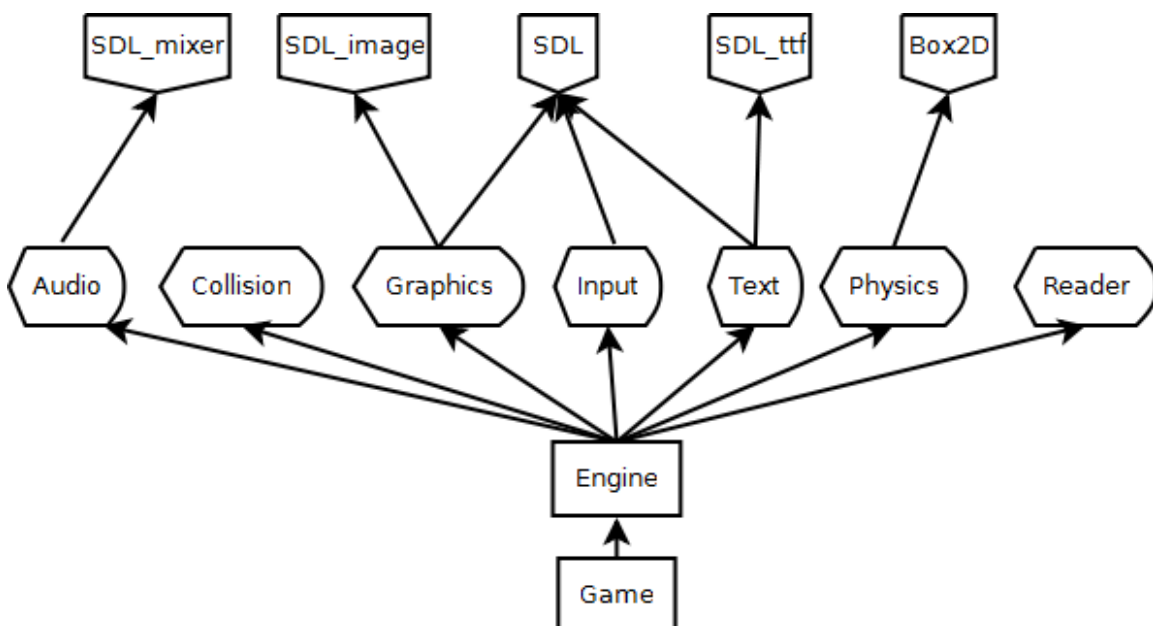 SDL_mixer
SDL_image
SDL
SDL_ttf
Box2D
Audio
Collision
Graphics
Input
Text
Physics
Reader
Engine
Game